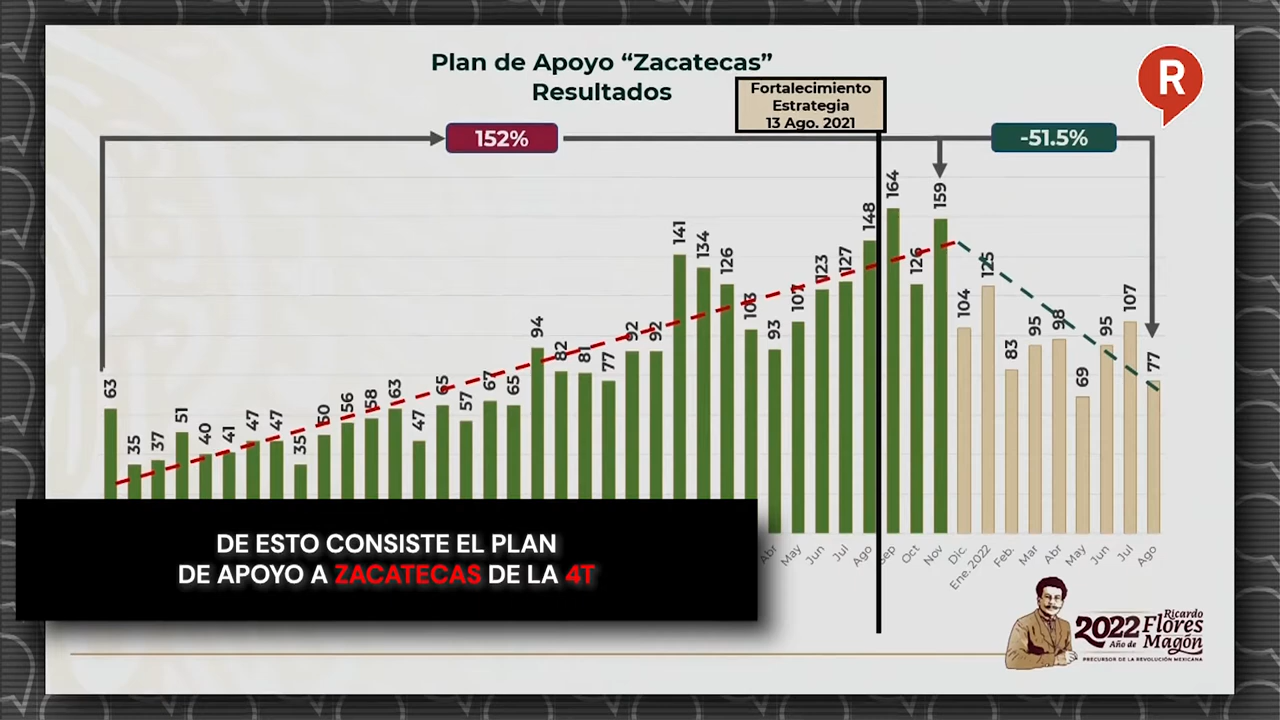 Plan de Apoyo “Zacatecas”
Resultados
R
Fortalecimiento
Estrategia
13 Ago. 2021
152%
-51.5%
63
35
37
51
40
41
47
47
35
50
56
58
63
47
65
57
67
65
94
82
81
77
92
92
141
134
126
103
93
107
123
127
148
164
126
159
104
125
83
95
98
69
95
107
77
Abr
May
Jun
Jul
Ago
Sep
Oct
Nov
Dic.
Ene. 2022
Feb.
Mar
Abr
May
Jun
Jul
Ago
DE ESTO CONSISTE EL PLAN
DE APOYO A ZACATECAS DE LA 4T
2022 Ricardo
Flores
Año de Magón
PRECURSOR DE LA REVOLUCIÓN MEXICANA